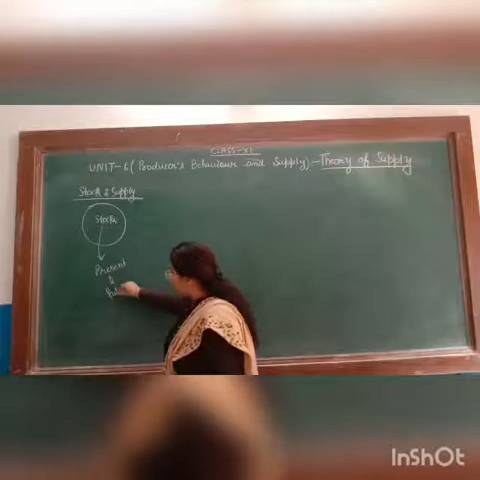 CLASS-XI
UNIT-6 (Producer's Behaviour and Supply) - Theory of Supply
Stock & Supply
Stock
Present
&
InShOt